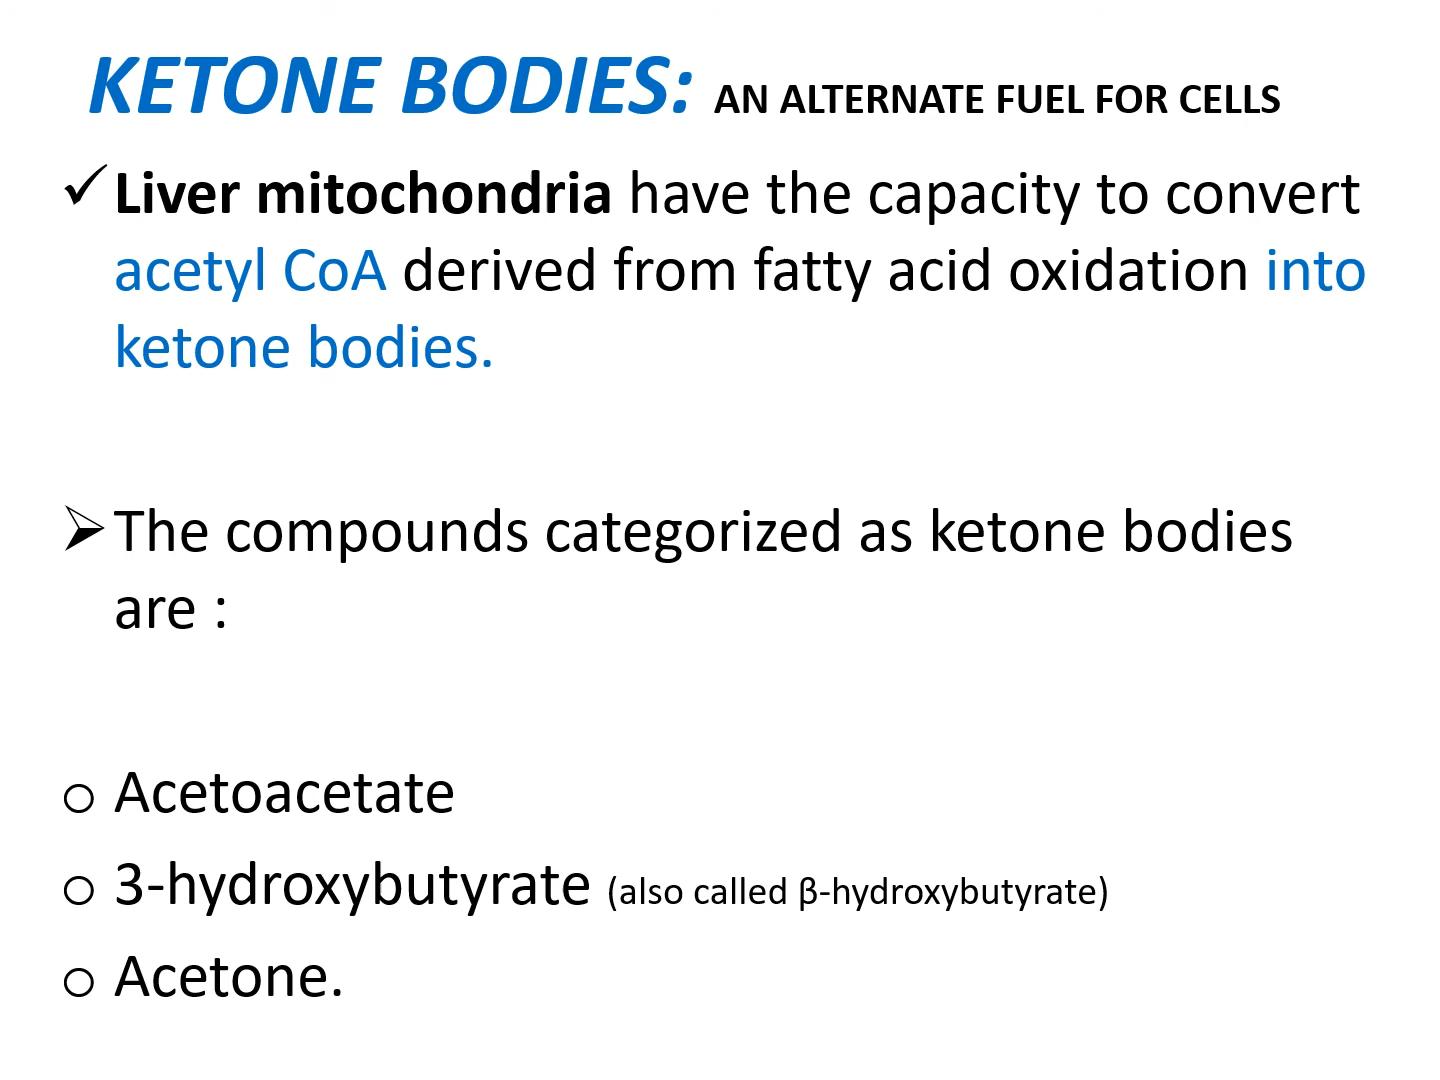 KETONE BODIES: AN ALTERNATE FUEL FOR CELLS
✓ Liver mitochondria have the capacity to convert
acetyl CoA derived from fatty acid oxidation into
ketone bodies.
➢ The compounds categorized as ketone bodies
are :
o Acetoacetate
o 3-hydroxybutyrate (also called β-hydroxybutyrate)
o Acetone.